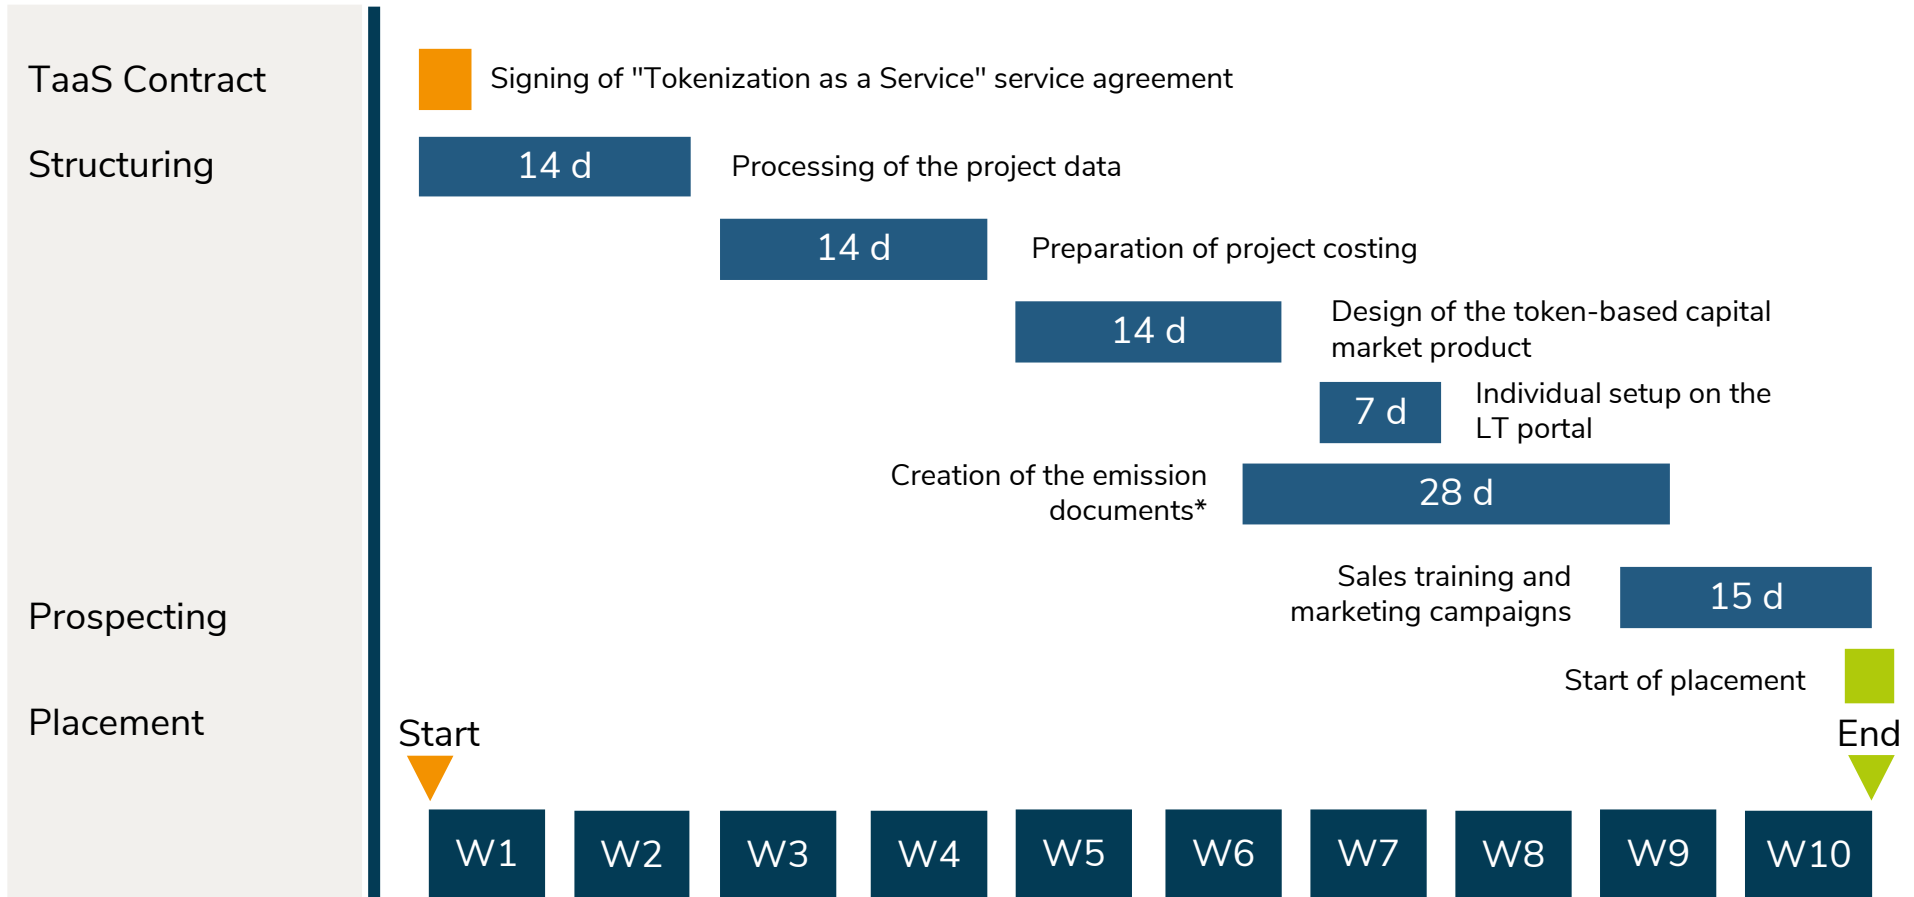 TaaS Contract
Signing of "Tokenization as a Service" service agreement
Structuring
14 d
Processing of the project data
14 d
Preparation of project costing
14 d
Design of the token-based capital
market product
7 d
Individual setup on the
LT portal
Creation of the emission
documents*
28 d
Sales training and
marketing campaigns
15 d
Prospecting
Start of placement
Placement
Start
End
W1
W2
W3
W4
W5
W6
W7
W8
W9
W10